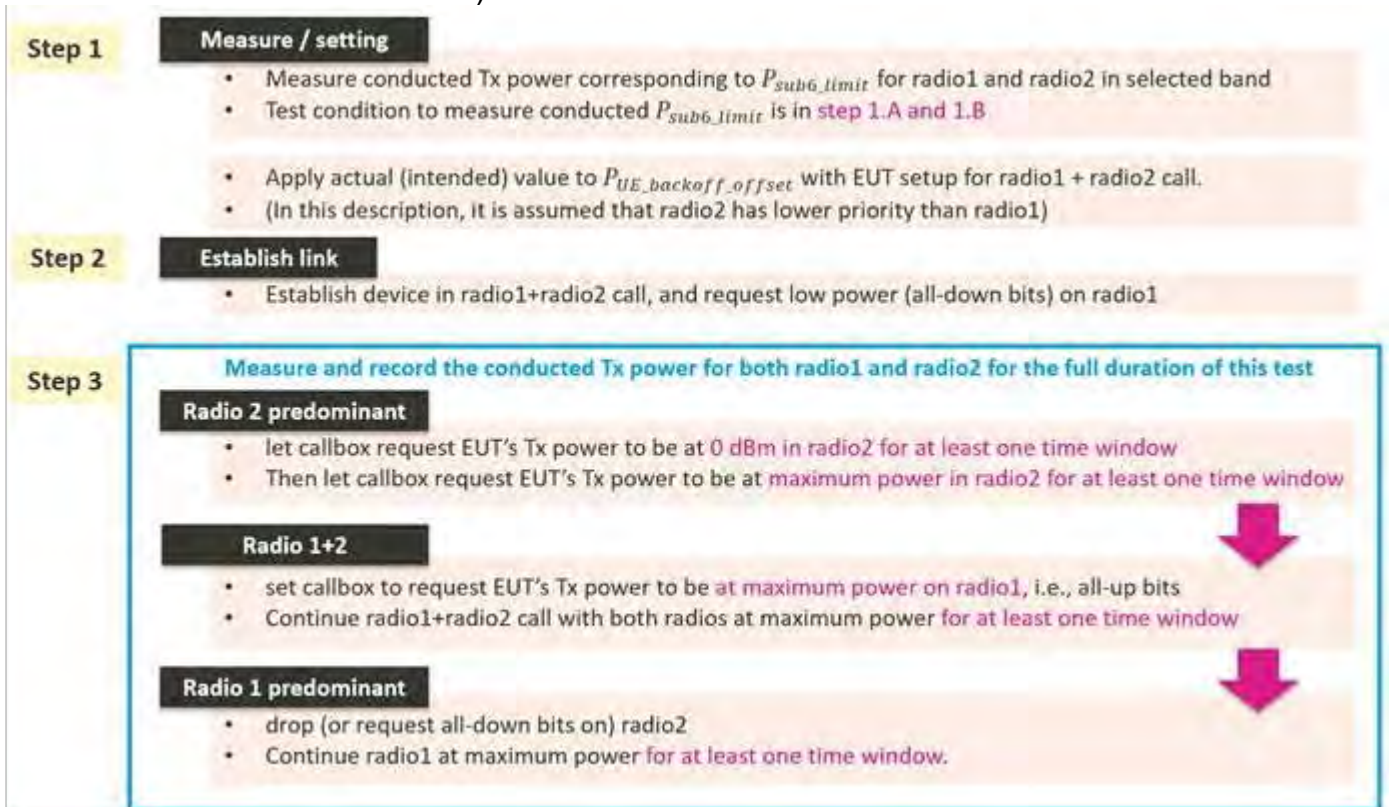 Step 1
Measure / setting
• Measure conducted Tx power corresponding to P_sub6_limit for radio1 and radio2 in selected band
• Test condition to measure conducted P_sub6_limit is in step 1.A and 1.B
• Apply actual (intended) value to P_UE_backoff_offset with EUT setup for radio1 + radio2 call.
• (In this description, it is assumed that radio2 has lower priority than radio1)
Step 2
Establish link
• Establish device in radio1+radio2 call, and request low power (all-down bits) on radio1
Step 3
Measure and record the conducted Tx power for both radio1 and radio2 for the full duration of this test
Radio 2 predominant
• let callbox request EUT's Tx power to be at 0 dBm in radio2 for at least one time window
• Then let callbox request EUT's Tx power to be at maximum power in radio2 for at least one time window
Radio 1+2
• set callbox to request EUT's Tx power to be at maximum power on radio1, i.e., all-up bits
• Continue radio1+radio2 call with both radios at maximum power for at least one time window
Radio 1 predominant
• drop (or request all-down bits on) radio2
• Continue radio1 at maximum power for at least one time window.